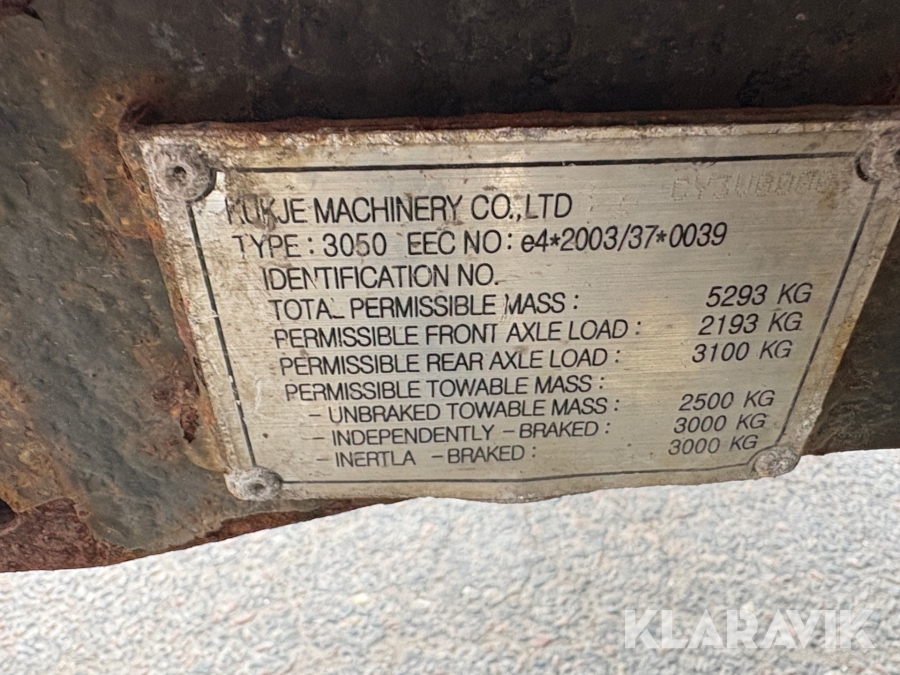 KUKJE MACHINERY CO.,LTD
TYPE : 3050 EEC NO : e4*2003/37*0039
IDENTIFICATION NO.
TOTAL PERMISSIBLE MASS : 5293 KG
PERMISSIBLE FRONT AXLE LOAD : 2193 KG
PERMISSIBLE REAR AXLE LOAD : 3100 KG
PERMISSIBLE TOWABLE MASS :
- UNBRAKED TOWABLE MASS : 2500 KG
- INDEPENDENTLY - BRAKED : 3000 KG
- INERTLA - BRAKED : 3000 KG
KLARAVIK